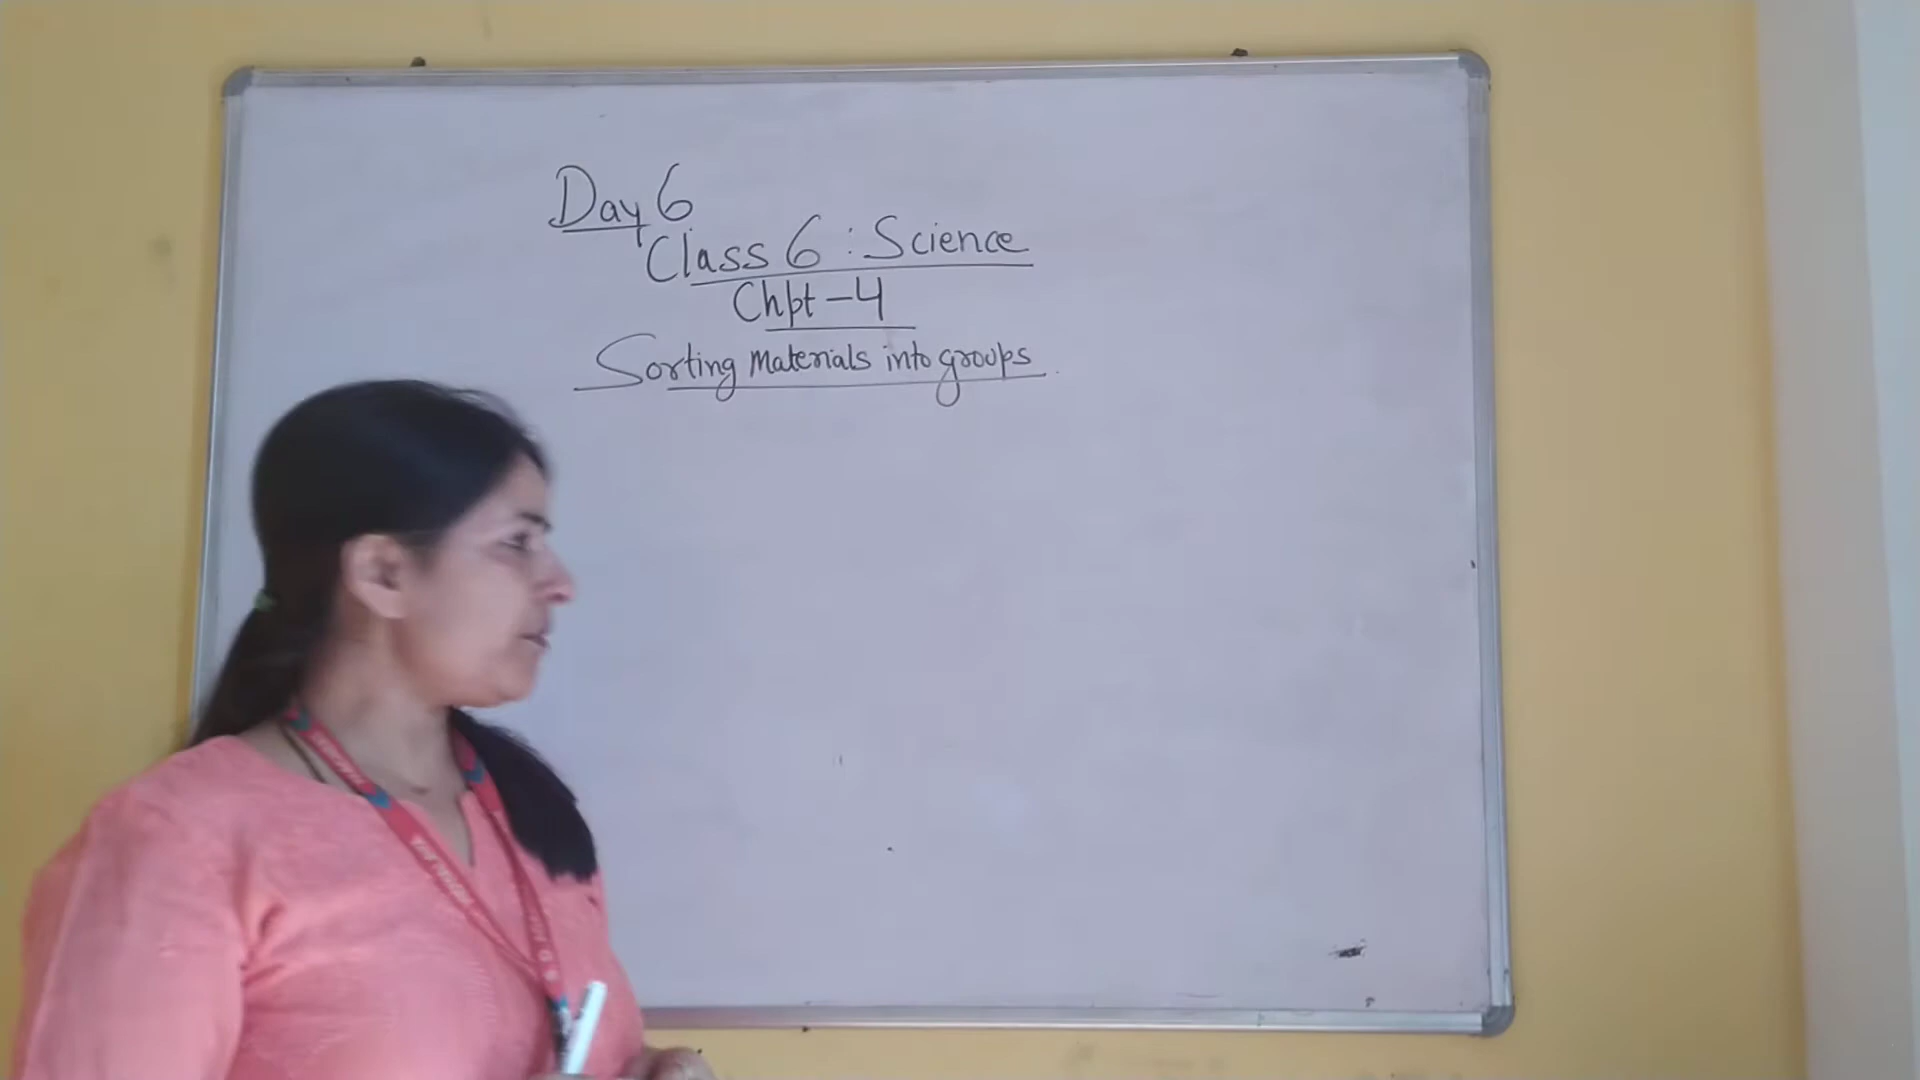 Day 6
Class 6 : Science
Chpt - 4
Sorting Materials into groups.